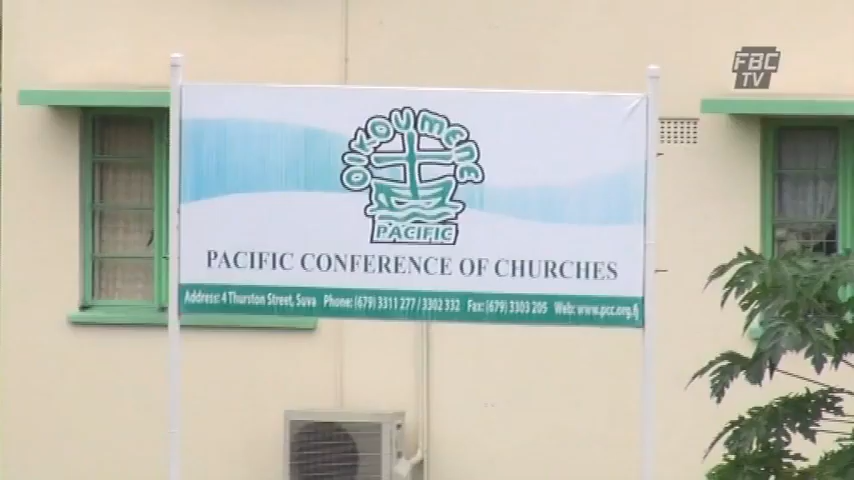 FBC
TV
OIKOUMENE
PACIFIC
PACIFIC CONFERENCE OF CHURCHES
Address: 4 Thurston Street, Suva Phone: (679) 3311 277 / 3302 332 Fax: (679) 3303 205 Web: www.pcc.org.fj